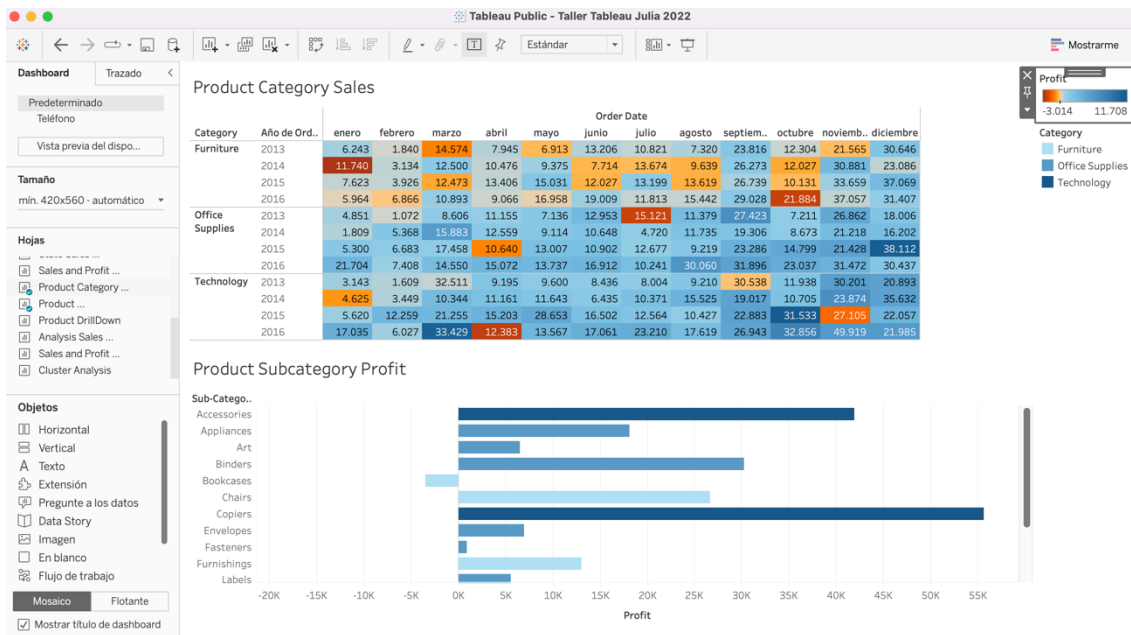 Tableau Public - Taller Tableau Julia 2022
Estándar
Mostrarme
Dashboard Trazado
Predeterminado
Teléfono
Vista previa del dispo...
Tamaño
mín. 420x560 - automático
Hojas
Sales and Profit ...
Product Category ...
Product ...
Product DrillDown
Analysis Sales ...
Sales and Profit ...
Cluster Analysis
Objetos
Horizontal
Vertical
A Texto
Extensión
Pregunte a los datos
Data Story
Imagen
En blanco
Flujo de trabajo
Mosaico Flotante
Mostrar título de dashboard
Product Category Sales
Order Date
Category Año de Ord.. enero febrero marzo abril mayo junio julio agosto septiem.. octubre noviemb.. diciembre
Furniture 2013 6.243 1.840 14.574 7.945 6.913 13.206 10.821 7.320 23.816 12.304 21.565 30.646
2014 11.740 3.134 12.500 10.476 9.375 7.714 13.674 9.639 26.273 12.027 30.881 23.086
2015 7.623 3.926 12.473 13.406 15.031 12.027 13.199 13.619 26.739 10.131 33.659 37.069
2016 5.964 6.866 10.893 9.066 16.958 19.009 11.813 15.442 29.028 21.884 37.057 31.407
Office Supplies 2013 4.851 1.072 8.606 11.155 7.136 12.953 15.121 11.379 27.423 7.211 26.862 18.006
2014 1.809 5.368 15.883 12.559 9.114 10.648 4.720 11.735 19.306 8.673 21.218 16.202
2015 5.300 6.683 17.458 10.640 13.007 10.902 12.677 9.219 23.286 14.799 21.428 38.112
2016 21.704 7.408 14.550 15.072 13.737 16.912 10.241 30.060 31.896 23.037 31.472 30.437
Technology 2013 3.143 1.609 32.511 9.195 9.600 8.436 8.004 9.210 30.538 11.938 30.201 20.893
2014 4.625 3.449 10.344 11.161 11.643 6.435 10.371 15.525 19.017 10.705 23.874 35.632
2015 5.620 12.259 21.255 15.203 28.653 16.502 12.564 10.427 22.883 31.533 27.105 22.057
2016 17.035 6.027 33.429 12.383 13.567 17.061 23.210 17.619 26.943 32.856 49.919 21.985
Product Subcategory Profit
Sub-Catego..
Accessories
Appliances
Art
Binders
Bookcases
Chairs
Copiers
Envelopes
Fasteners
Furnishings
Labels
-20K -15K -10K -5K 0K 5K 10K 15K 20K 25K 30K 35K 40K 45K 50K 55K
Profit
Profit
-3.014 11.708
Category
Furniture
Office Supplies
Technology